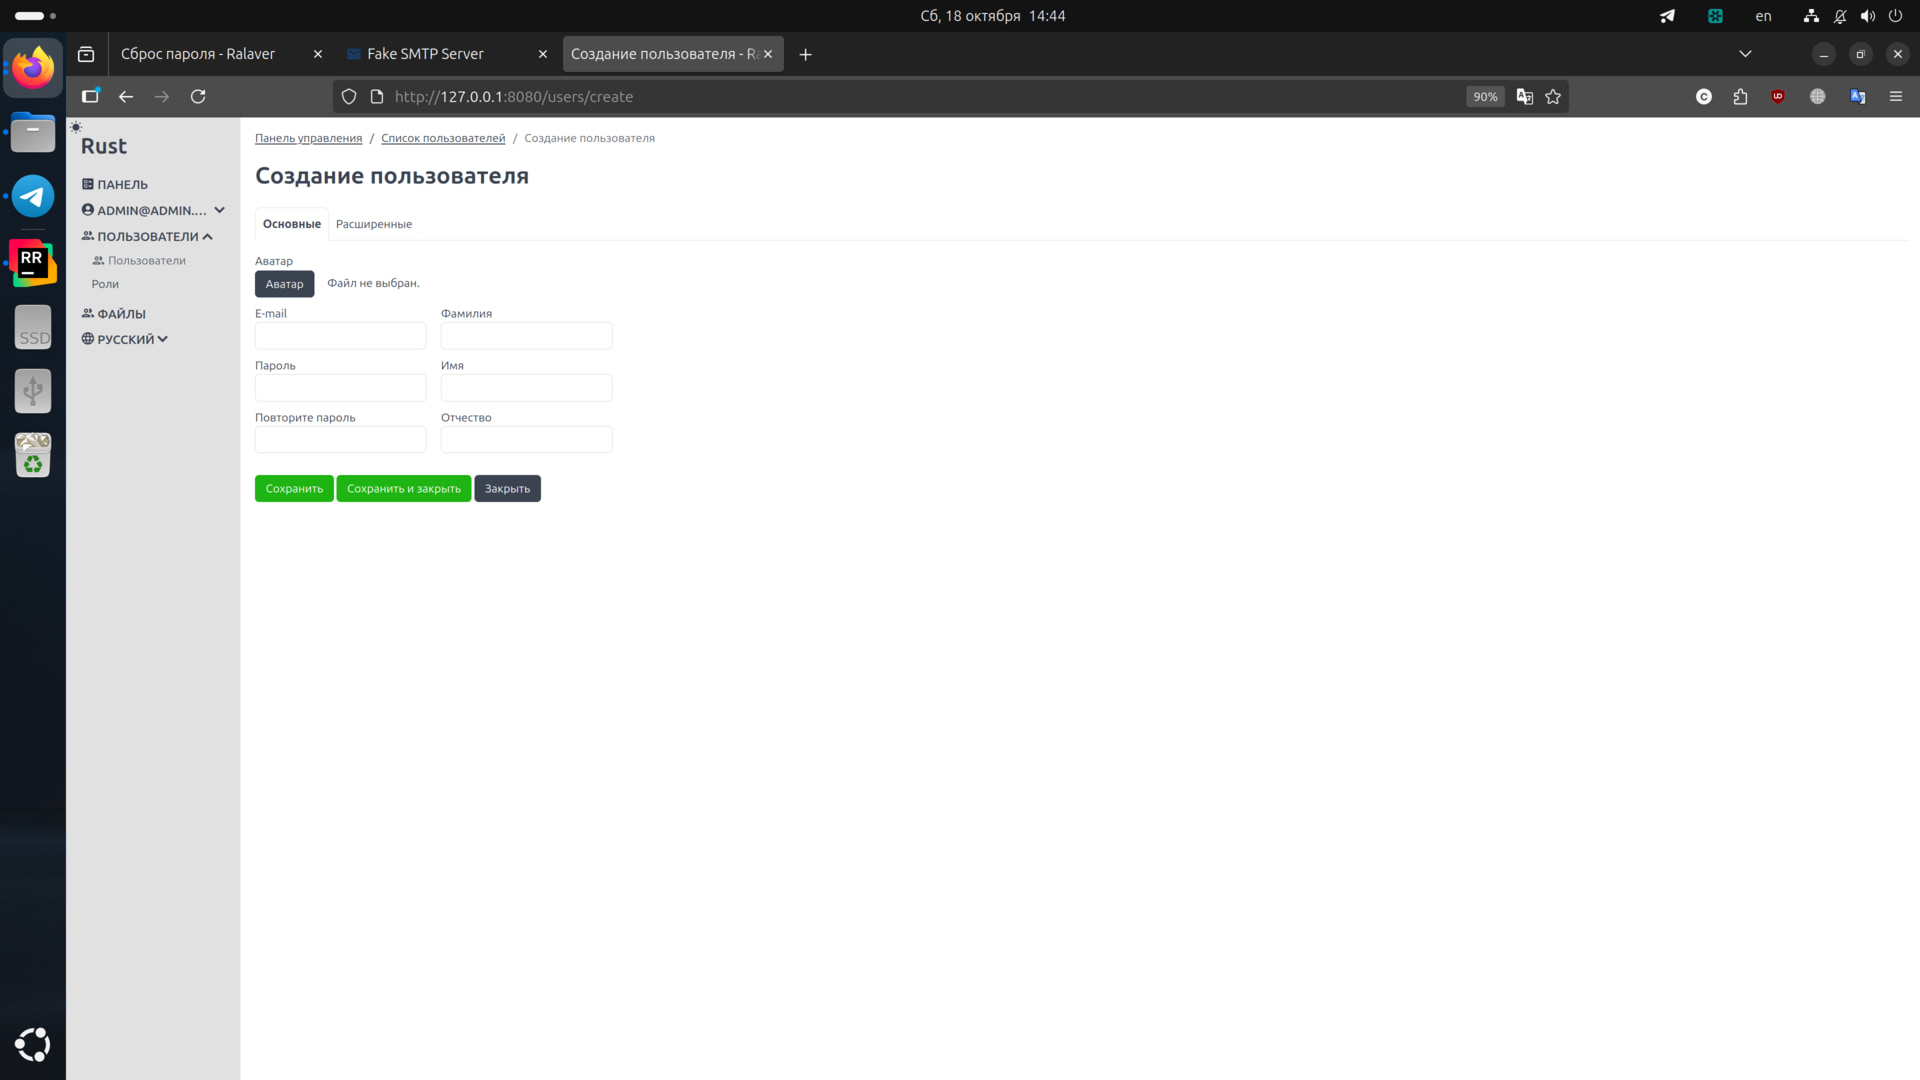 Сб, 18 октября 14:44
en
Сброс пароля - Ralaver
Fake SMTP Server
Создание пользователя - Ra
http://127.0.0.1:8080/users/create
90%
Rust
ПАНЕЛЬ
ADMIN@ADMIN....
ПОЛЬЗОВАТЕЛИ
Пользователи
Роли
ФАЙЛЫ
РУССКИЙ
RR
SSD
Панель управления / Список пользователей / Создание пользователя
Создание пользователя
Основные Расширенные
Аватар
Аватар Файл не выбран.
E-mail Фамилия
Пароль Имя
Повторите пароль Отчество
Сохранить Сохранить и закрыть Закрыть